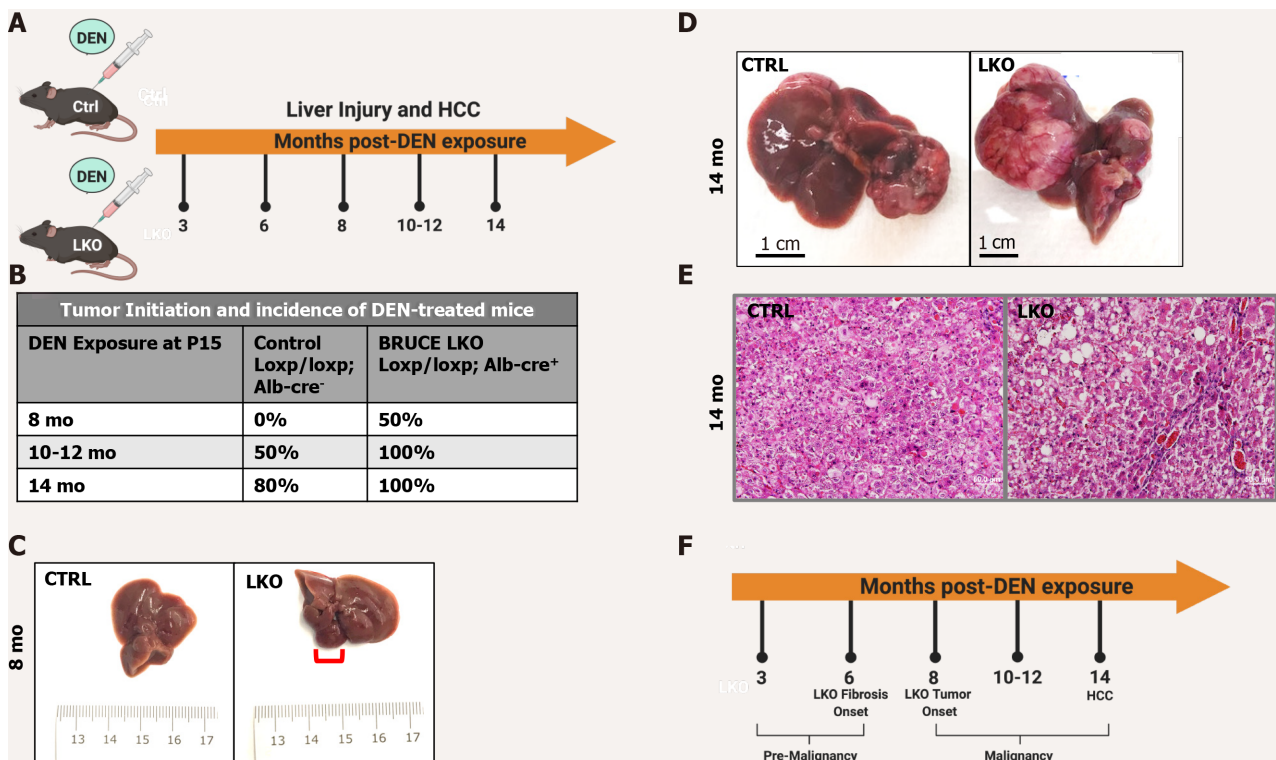 A
DEN
Ctrl
Ctrl
DEN
LKO
LKO
Liver Injury and HCC
Months post-DEN exposure
3 6 8 10-12 14
B
Tumor Initiation and incidence of DEN-treated mice
DEN Exposure at P15 Control Loxp/loxp; Alb-cre- BRUCE LKO Loxp/loxp; Alb-cre+
8 mo 0% 50%
10-12 mo 50% 100%
14 mo 80% 100%
C
8 mo
CTRL
LKO
13 14 15 16 17
13 14 15 16 17
D
14 mo
CTRL
LKO
1 cm
1 cm
E
14 mo
CTRL
LKO
F
Months post-DEN exposure
LKO
3 6 8 10-12 14
LKO Fibrosis Onset
LKO Tumor Onset
HCC
Pre-Malignancy
Malignancy